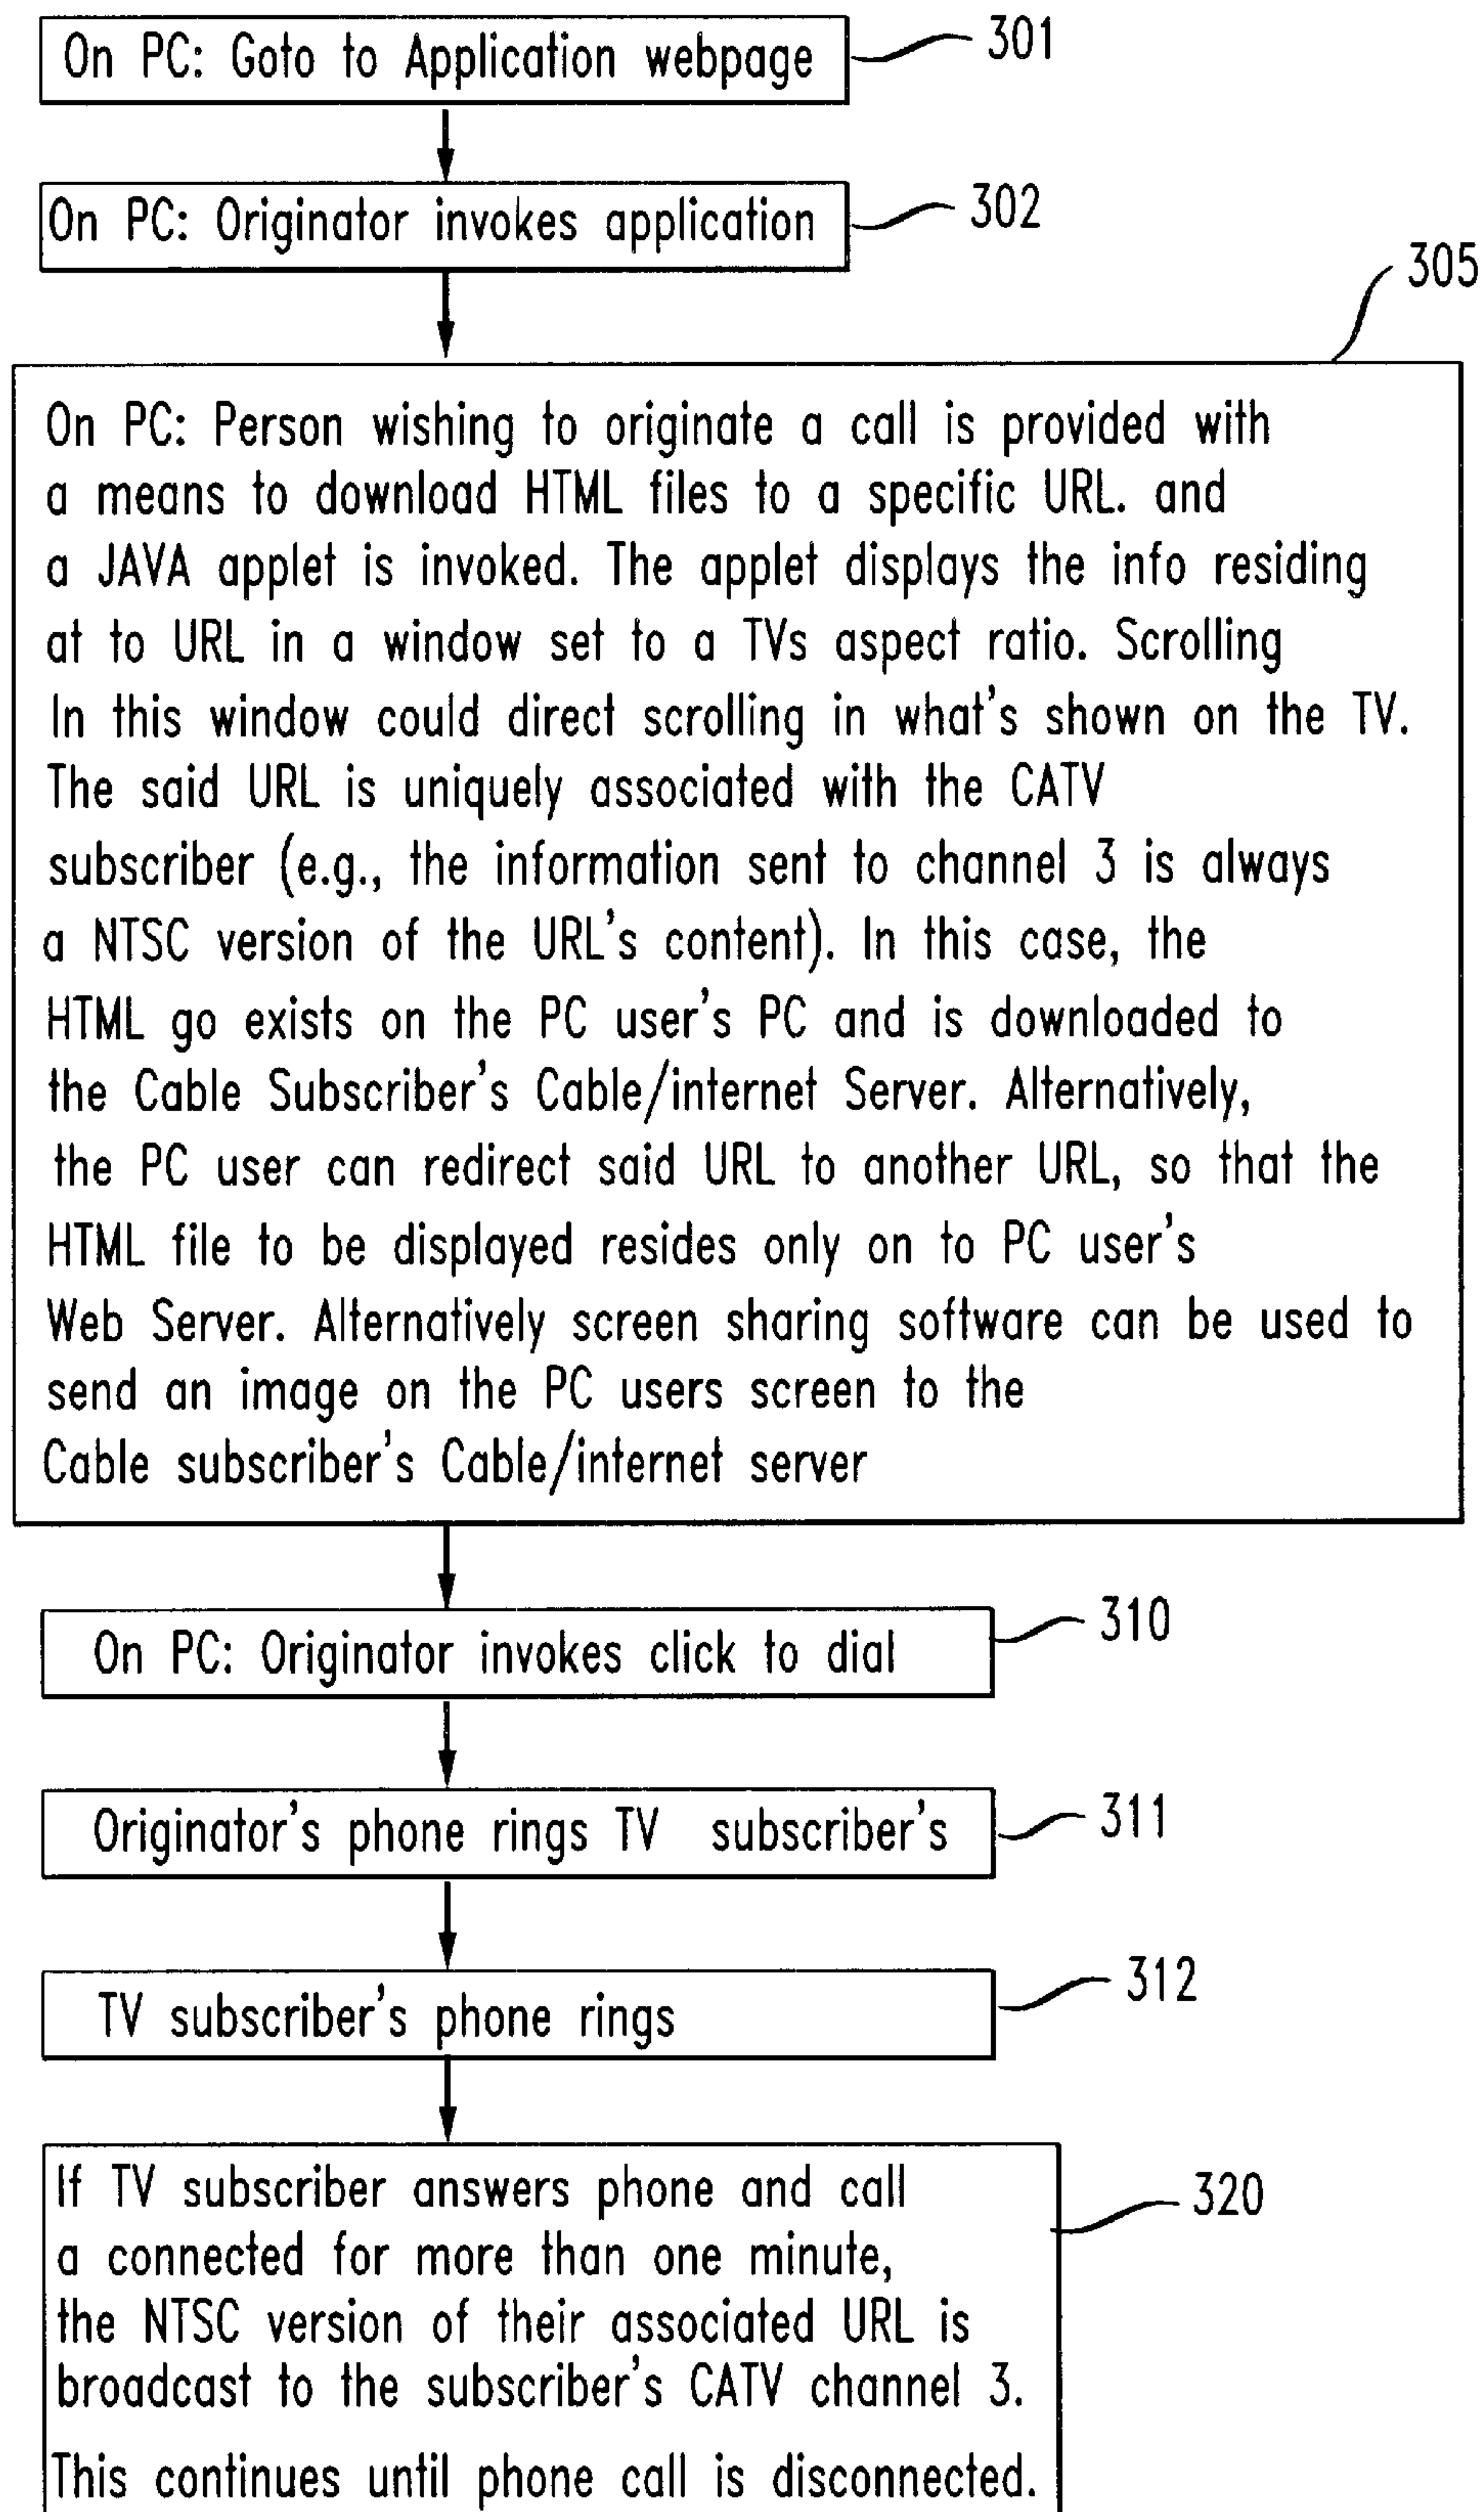 On PC: Goto to Application webpage
301
On PC: Originator invokes application
302
305
On PC: Person wishing to originate a call is provided with
a means to download HTML files to a specific URL. and
a JAVA applet is invoked. The applet displays the info residing
at to URL in a window set to a TVs aspect ratio. Scrolling
In this window could direct scrolling in what's shown on the TV.
The said URL is uniquely associated with the CATV
subscriber (e.g., the information sent to channel 3 is always
a NTSC version of the URL's content). In this case, the
HTML go exists on the PC user's PC and is downloaded to
the Cable Subscriber's Cable/internet Server. Alternatively,
the PC user can redirect said URL to another URL, so that the
HTML file to be displayed resides only on to PC user's
Web Server. Alternatively screen sharing software can be used to
send an image on the PC users screen to the
Cable subscriber's Cable/internet server
On PC: Originator invokes click to dial
310
Originator's phone rings TV subscriber's
311
TV subscriber's phone rings
312
If TV subscriber answers phone and call
a connected for more than one minute,
the NTSC version of their associated URL is
broadcast to the subscriber's CATV channel 3.
This continues until phone call is disconnected.
320